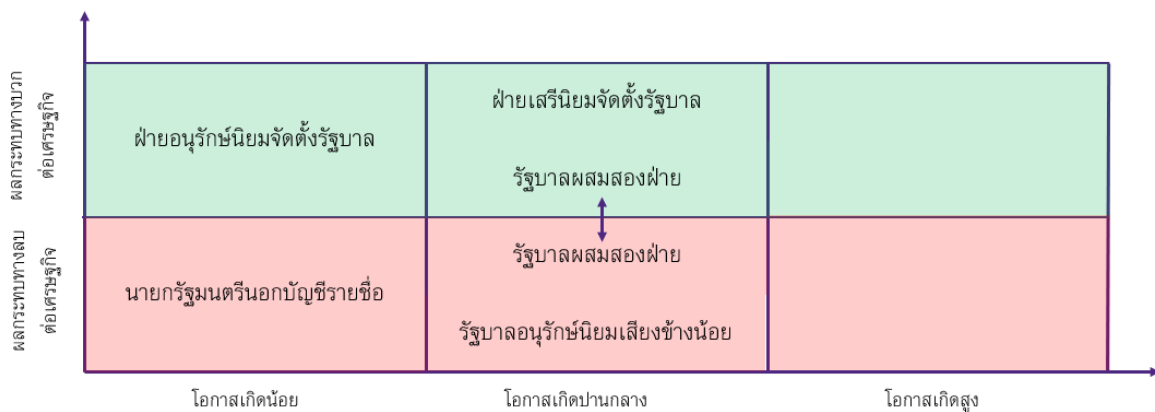 ผลกระทบทางบวก
ต่อเศรษฐกิจ
ฝ่ายอนุรักษ์นิยมจัดตั้งรัฐบาล
ฝ่ายเสรีนิยมจัดตั้งรัฐบาล
รัฐบาลผสมสองฝ่าย
ผลกระทบทางลบ
ต่อเศรษฐกิจ
นายกรัฐมนตรีนอกบัญชีรายชื่อ
รัฐบาลผสมสองฝ่าย
รัฐบาลอนุรักษ์นิยมเสียงข้างน้อย
โอกาสเกิดน้อย
โอกาสเกิดปานกลาง
โอกาสเกิดสูง